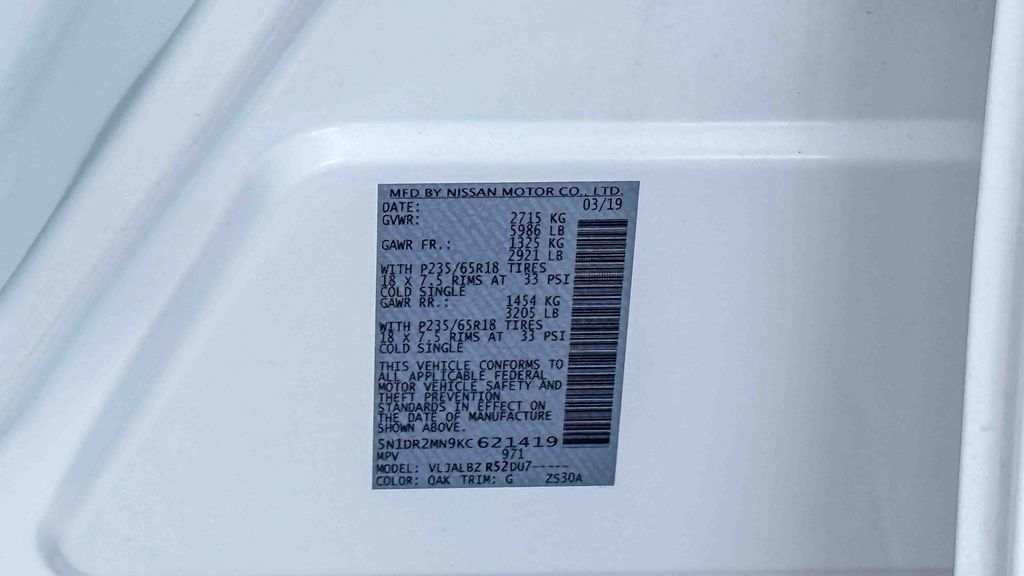 MFD BY NISSAN MOTOR CO., LTD.
DATE: 03/19
GVWR: 2715 KG
5986 LB
GAWR FR.: 1325 KG
2921 LB
WITH P235/65R18 TIRES
18 X 7.5 RIMS AT 33 PSI
COLD SINGLE
GAWR RR.: 1454 KG
3205 LB
WITH P235/65R18 TIRES
18 X 7.5 RIMS AT 33 PSI
COLD SINGLE
THIS VEHICLE CONFORMS TO
ALL APPLICABLE FEDERAL
MOTOR VEHICLE SAFETY AND
THEFT PREVENTION
STANDARDS IN EFFECT ON
THE DATE OF MANUFACTURE
SHOWN ABOVE.
5N1DR2MN9KC621419
MPV 971
MODEL: VLJALBZ R52DU7-----
COLOR: QAK TRIM: G Z530A